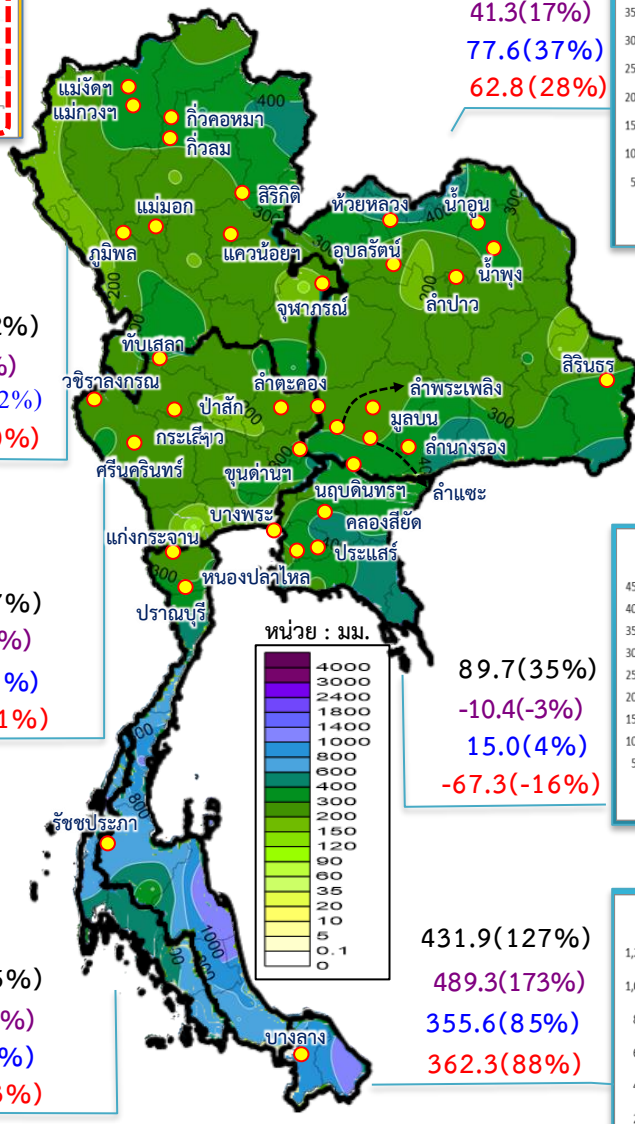 41.3(17%)
77.6(37%)
62.8(28%)
แม่งัดฯ
แม่กวงฯ
กิ่วคอหมา
กิ่วลม
400
สิริกิติ์
300
แม่มอก
ภูมิพล
แควน้อยฯ
200
ห้วยหลวง
น้ำอูน
300
อุบลรัตน์
น้ำพุง
200
ลำปาว
จุฬาภรณ์
สิรินธร
ทับเสลา
วชิราลงกรณ
ป่าสัก
ลำตะคอง
ลำพระเพลิง
กระเสียว
มูลบน
300
ลำนางรอง
ศรีนครินทร์
ขุนด่านฯ
300
นฤบดินทรฯ
ลำแซะ
บางพระ
คลองสียัด
แก่งกระจาน
ประแสร์
300
หนองปลาไหล
ปราณบุรี
หน่วย : มม.
4000
3000
2400
1800
1400
1000
800
600
400
300
200
150
120
90
60
35
20
10
5
0.1
0
89.7(35%)
-10.4(-3%)
15.0(4%)
-67.3(-16%)
800
รัชชประภา
1000
431.9(127%)
489.3(173%)
355.6(85%)
362.3(88%)
บางลาง